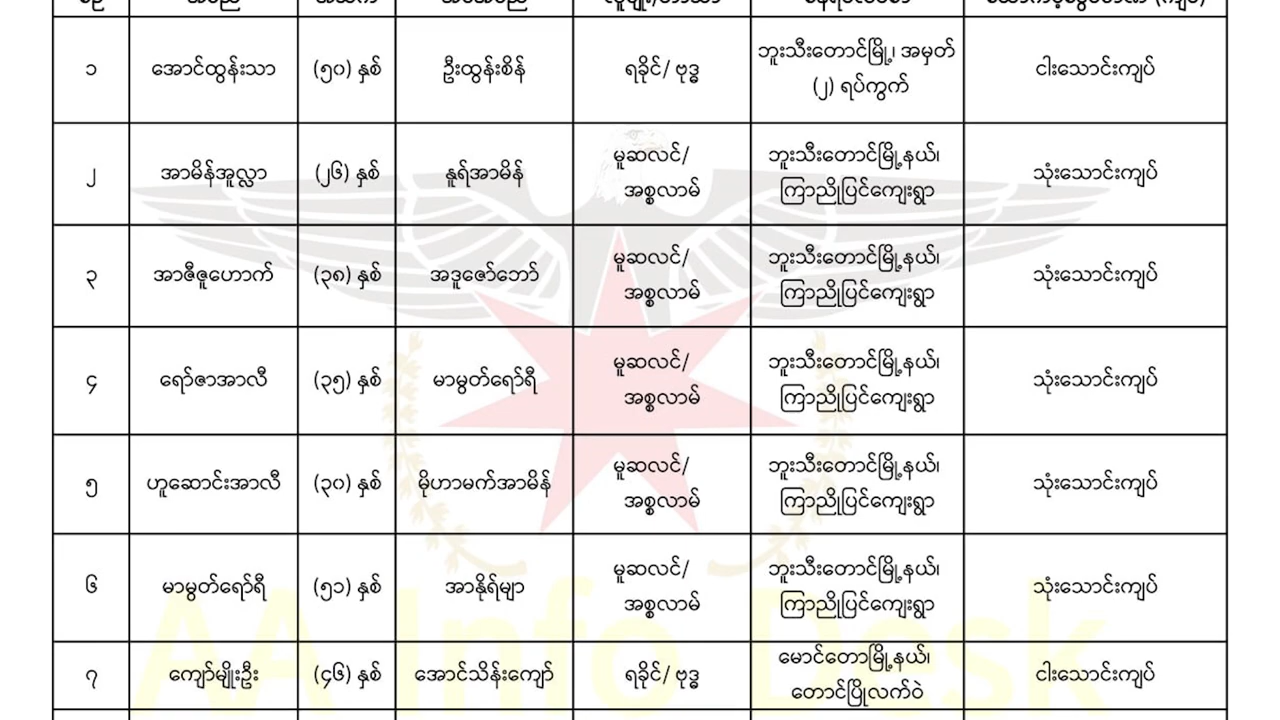 ၁ အောင်ထွန်းသာ (၅၀) နှစ် ဦးထွန်းစိန် ရခိုင်/ ဗုဒ္ဓ ဘူးသီးတောင်မြို့၊ အမှတ်
(၂) ရပ်ကွက် ငါးသောင်းကျပ်
၂ အာမိန်အူလ္လာ (၂၆) နှစ် နူရ်အာမိန် မူဆလင်/
အစ္စလာမ် ဘူးသီးတောင်မြို့နယ်၊
ကြာညိုပြင်ကျေးရွာ သုံးသောင်းကျပ်
၃ အာဇီဇူဟောက် (၃၈) နှစ် အဒူဇော်ဘော် မူဆလင်/
အစ္စလာမ် ဘူးသီးတောင်မြို့နယ်၊
ကြာညိုပြင်ကျေးရွာ သုံးသောင်းကျပ်
၄ ရော်ဇာအာလီ (၃၅) နှစ် မာမွတ်ရော်ရီ မူဆလင်/
အစ္စလာမ် ဘူးသီးတောင်မြို့နယ်၊
ကြာညိုပြင်ကျေးရွာ သုံးသောင်းကျပ်
၅ ဟူဆောင်းအာလီ (၃၀) နှစ် မိုဟာမက်အာမိန် မူဆလင်/
အစ္စလာမ် ဘူးသီးတောင်မြို့နယ်၊
ကြာညိုပြင်ကျေးရွာ သုံးသောင်းကျပ်
၆ မာမွတ်ရော်ရီ (၅၁) နှစ် အာနိုရ်မျာ မူဆလင်/
အစ္စလာမ် ဘူးသီးတောင်မြို့နယ်၊
ကြာညိုပြင်ကျေးရွာ သုံးသောင်းကျပ်
၇ ကျော်မျိုးဦး (၄၆) နှစ် အောင်သိန်းကျော် ရခိုင်/ ဗုဒ္ဓ မောင်တောမြို့နယ်၊
တောင်ပြိုလက်ဝဲ ငါးသောင်းကျပ်
AA Info Desk